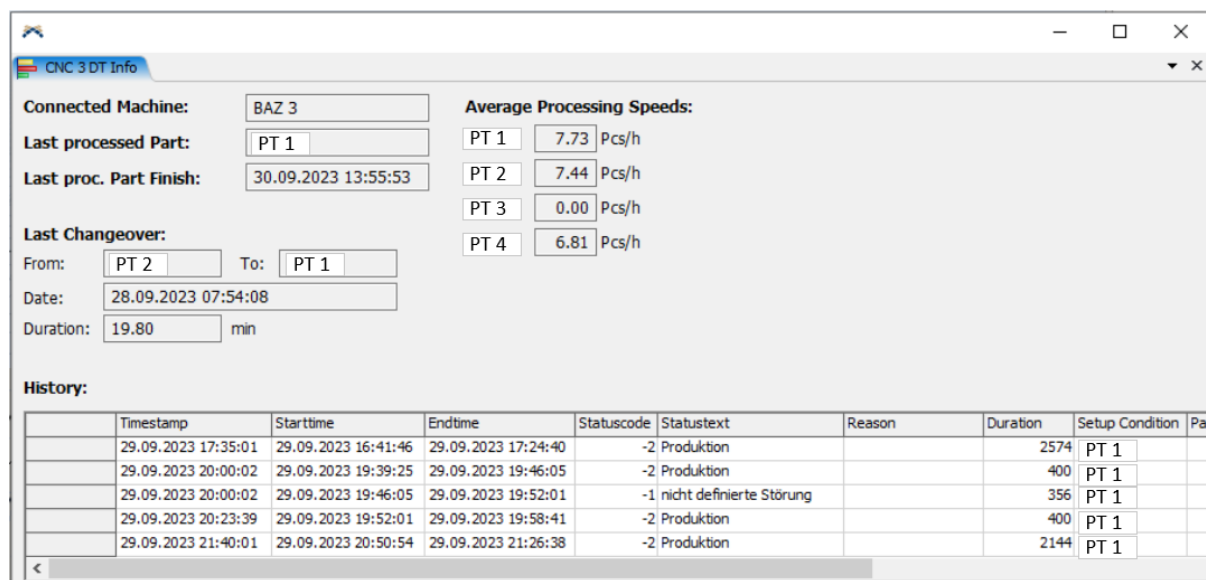 CNC 3 DT Info
Connected Machine: BAZ 3
Last processed Part: PT 1
Last proc. Part Finish: 30.09.2023 13:55:53
Average Processing Speeds:
PT 1 7.73 Pcs/h
PT 2 7.44 Pcs/h
PT 3 0.00 Pcs/h
PT 4 6.81 Pcs/h
Last Changeover:
From: PT 2 To: PT 1
Date: 28.09.2023 07:54:08
Duration: 19.80 min
History:
Timestamp Starttime Endtime Statuscode Statustext Reason Duration Setup Condition Pa
29.09.2023 17:35:01 29.09.2023 16:41:46 29.09.2023 17:24:40 -2 Produktion 2574 PT 1
29.09.2023 20:00:02 29.09.2023 19:39:25 29.09.2023 19:46:05 -2 Produktion 400 PT 1
29.09.2023 20:00:02 29.09.2023 19:46:05 29.09.2023 19:52:01 -1 nicht definierte Störung 356 PT 1
29.09.2023 20:23:39 29.09.2023 19:52:01 29.09.2023 19:58:41 -2 Produktion 400 PT 1
29.09.2023 21:40:01 29.09.2023 20:50:54 29.09.2023 21:26:38 -2 Produktion 2144 PT 1